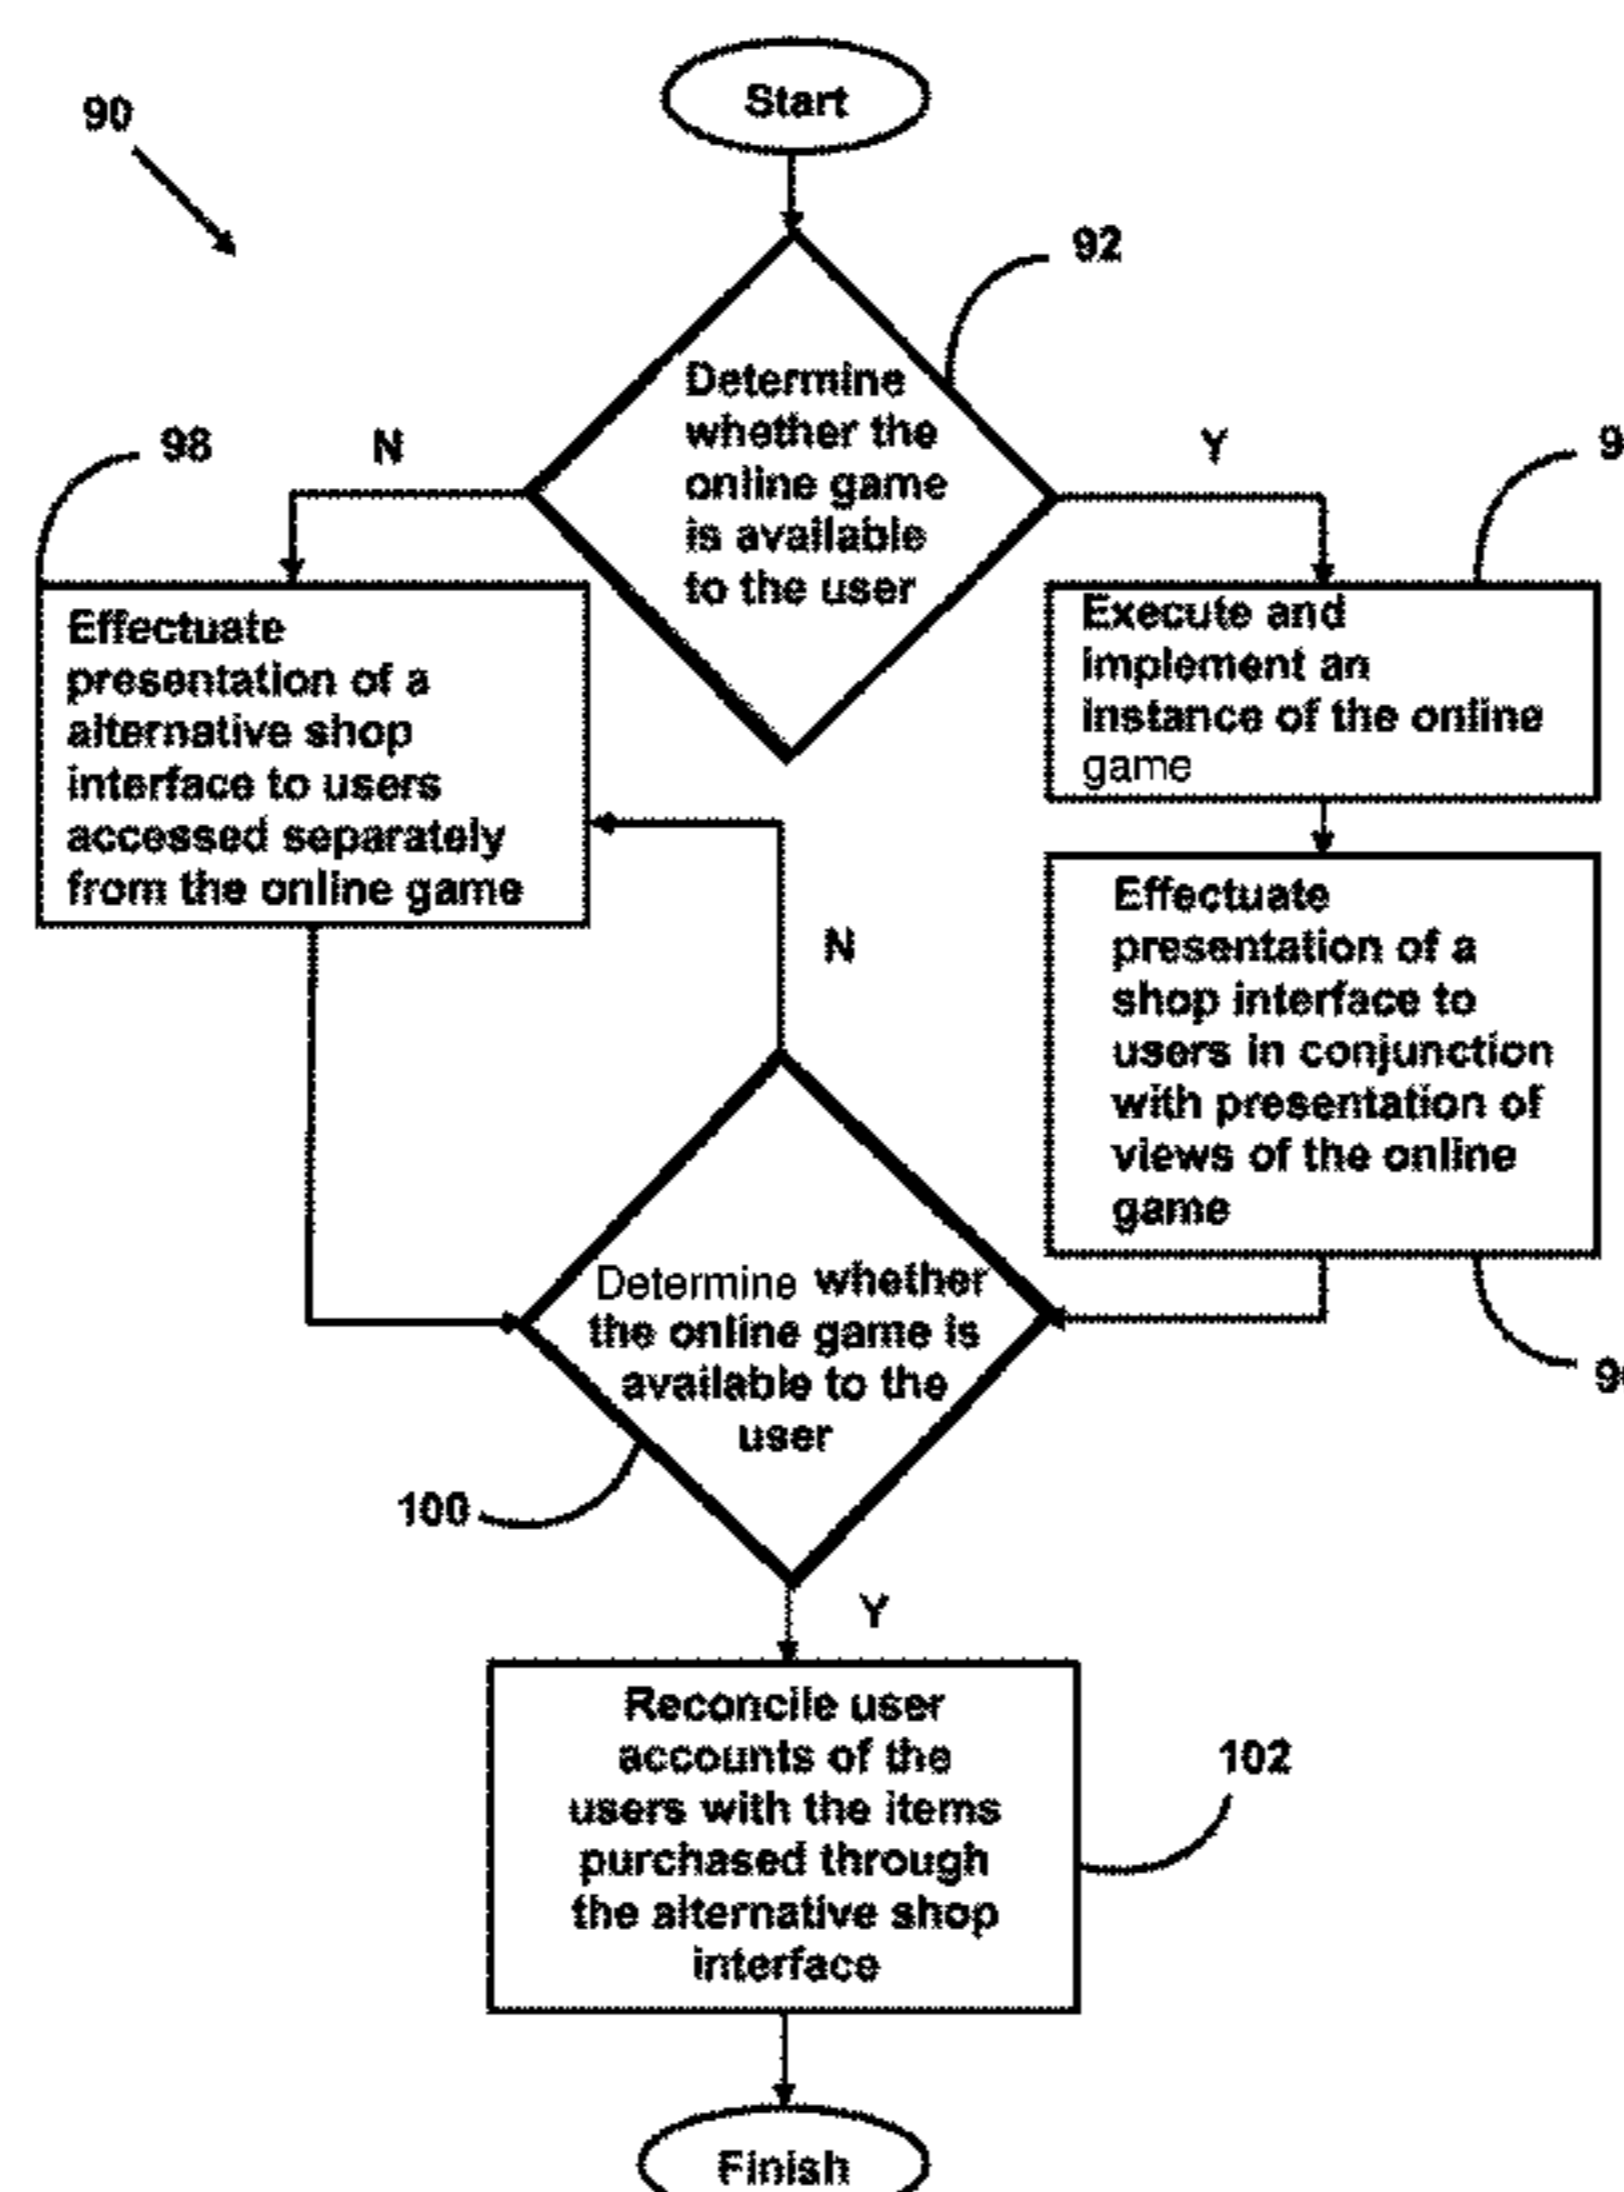 Start
90
92
Determine
whether the
online game
is available
to the user
N
Y
98
Effectuate
presentation of a
alternative shop
interface to users
accessed separately
from the online game
Execute and
implement an
instance of the online
game
Effectuate
presentation of a
shop interface to
users in conjunction
with presentation of
views of the online
game
N
Determine whether
the online game is
available to the
user
100
Y
Reconcile user
accounts of the
users with the items
purchased through
the alternative shop
interface
102
Finish